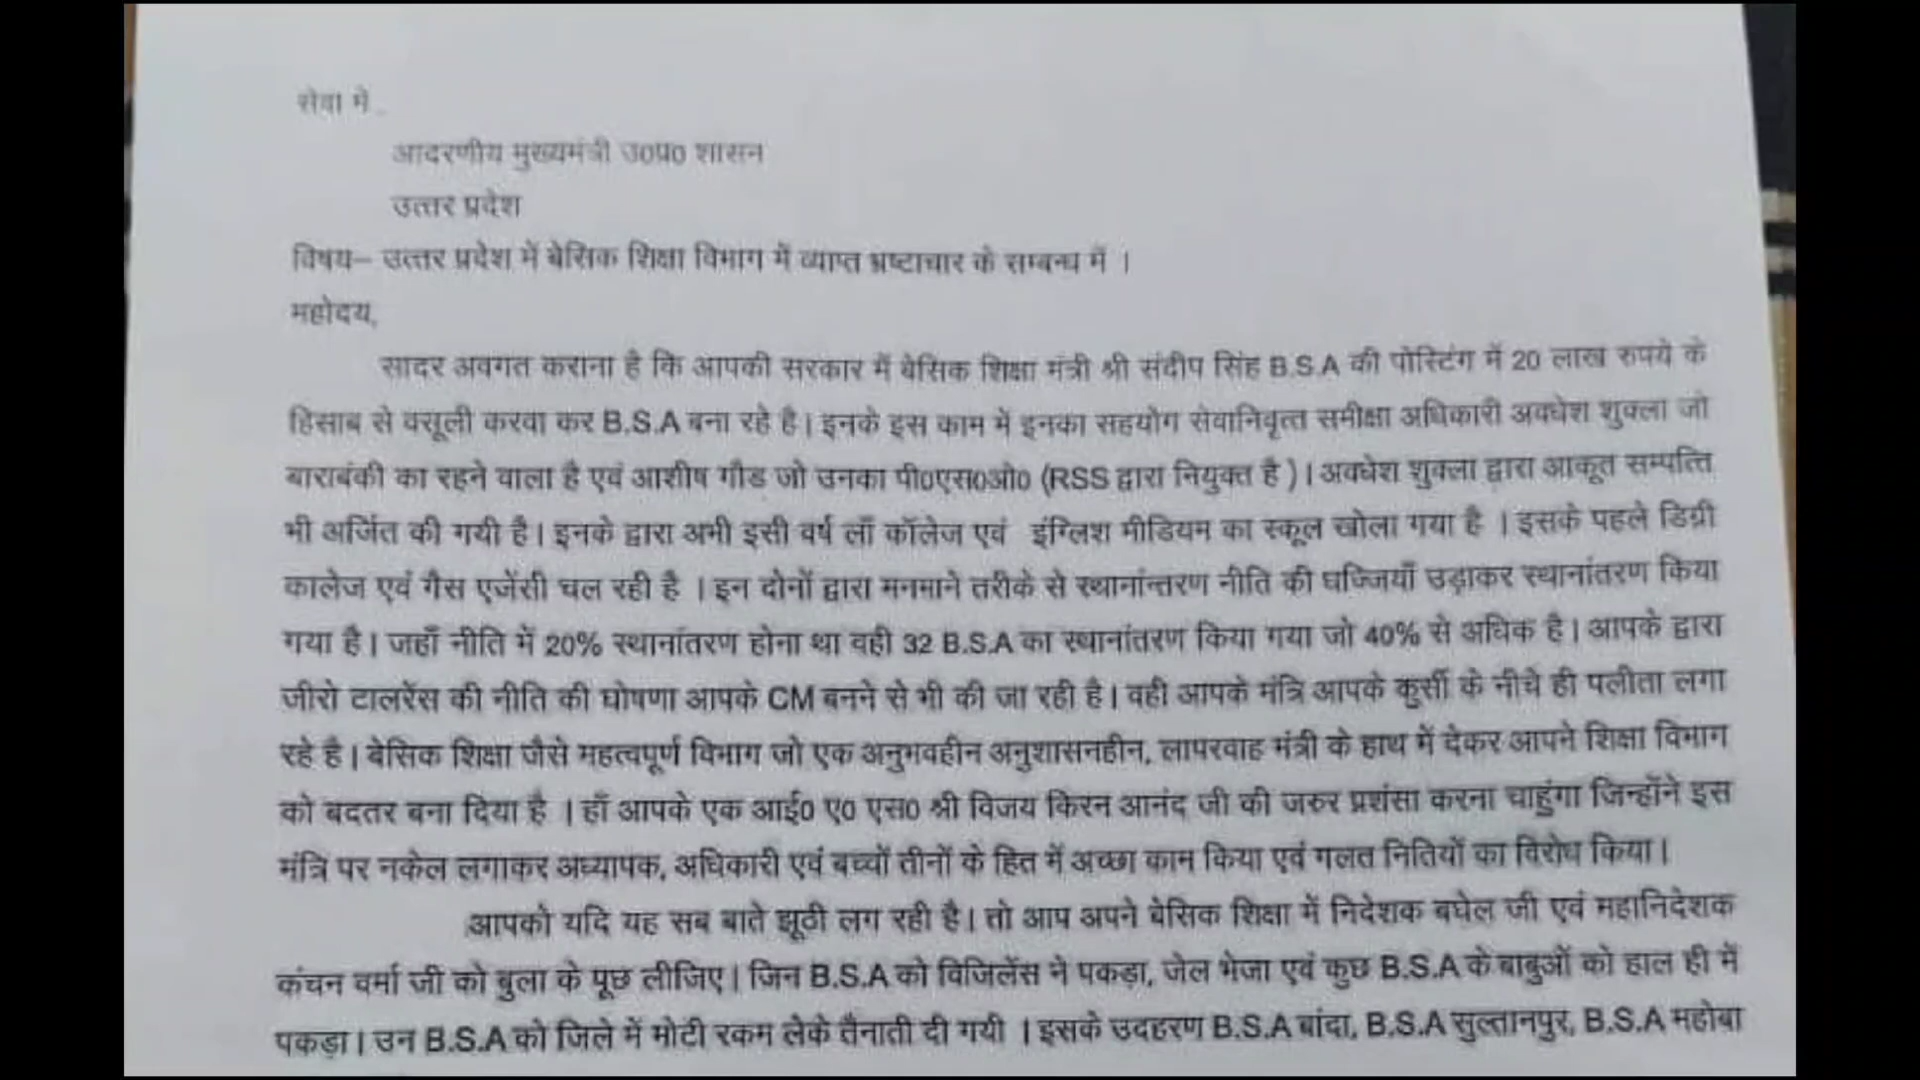 सेवा में
आदरणीय मुख्यमंत्री उ0प्र0 शासन
उत्तर प्रदेश
विषय– उत्तर प्रदेश में बेसिक शिक्षा विभाग में व्याप्त भ्रष्टाचार के सम्बन्ध में ।
महोदय,
सादर अवगत कराना है कि आपकी सरकार में बेसिक शिक्षा मंत्री श्री संदीप सिंह B.S.A की पोस्टिंग में 20 लाख रुपये के
हिसाब से वसूली करवा कर B.S.A बना रहे है। इनके इस काम में इनका सहयोग सेवानिवृत्त समीक्षा अधिकारी अवधेश शुक्ला जो
बाराबंकी का रहने वाला है एवं आशीष गौड जो उनका पी0एस0ओ0 (RSS द्वारा नियुक्त है )। अवधेश शुक्ला द्वारा आकूत सम्पत्ति
भी अर्जित की गयी है। इनके द्वारा अभी इसी वर्ष लॉ कॉलेज एवं इंग्लिश मीडियम का स्कूल खोला गया है । इसके पहले डिग्री
कालेज एवं गैस एजेंसी चल रही है । इन दोनों द्वारा मनमाने तरीके से स्थानांन्तरण नीति की धज्जियाँ उड़ाकर स्थानांतरण किया
गया है। जहाँ नीति में 20% स्थानांतरण होना था वही 32 B.S.A का स्थानांतरण किया गया जो 40% से अधिक है। आपके द्वारा
जीरो टालरेंस की नीति की घोषणा आपके CM बनने से भी की जा रही है। वही आपके मंत्रि आपके कुर्सी के नीचे ही पलीता लगा
रहे है। बेसिक शिक्षा जैसे महत्वपूर्ण विभाग जो एक अनुभवहीन अनुशासनहीन, लापरवाह मंत्री के हाथ में देकर आपने शिक्षा विभाग
को बदतर बना दिया है । हाँ आपके एक आई0 ए0 एस0 श्री विजय किरन आनंद जी की जरुर प्रशंसा करना चाहुंगा जिन्होंने इस
मंत्रि पर नकेल लगाकर अध्यापक, अधिकारी एवं बच्चों तीनों के हित में अच्छा काम किया एवं गलत नितियों का विरोध किया।
आपको यदि यह सब बाते झूठी लग रही है। तो आप अपने बेसिक शिक्षा में निदेशक बघेल जी एवं महानिदेशक
कंचन वर्मा जी को बुला के पूछ लीजिए। जिन B.S.A को विजिलेंस ने पकड़ा, जेल भेजा एवं कुछ B.S.A के बाबुओं को हाल ही में
पकड़ा। उन B.S.A को जिले में मोटी रकम लेके तैनाती दी गयी । इसके उदहरण B.S.A बांदा, B.S.A सुल्तानपुर, B.S.A महोबा